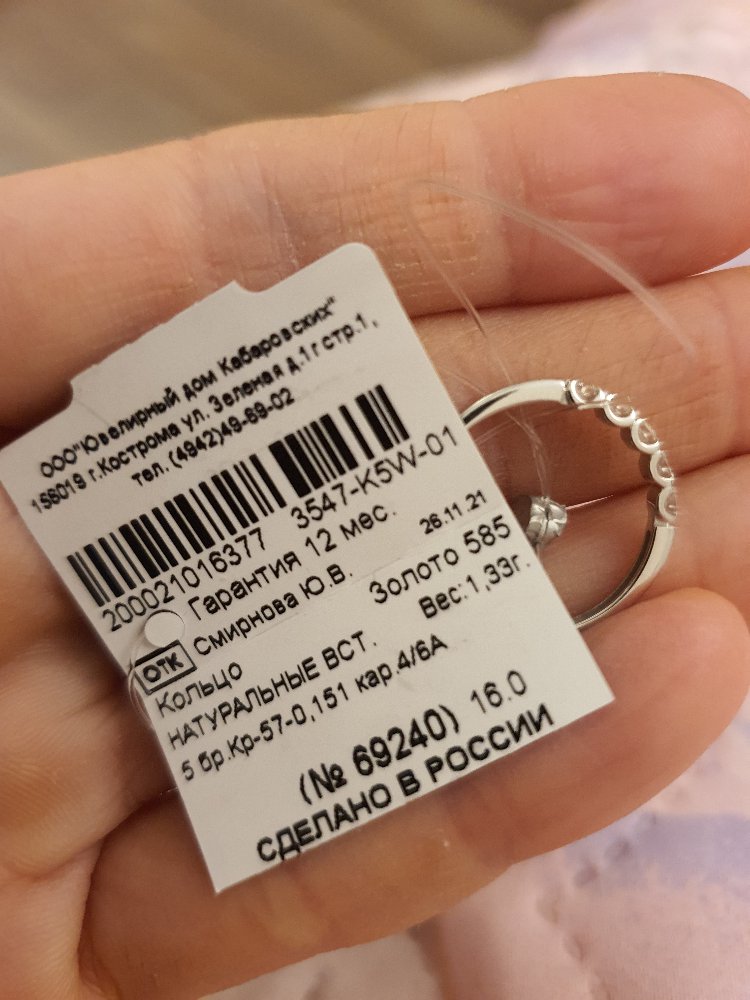 ООО"Ювелирный дом Кабаровских"
156019 г.Кострома ул. Зеленая д.1г стр.1,
тел. (4942)49-69-02
200021016377 3547-K5W-01
Гарантия 12 мес. 26.11.21
ОТК Смирнова Ю.В. Золото 585
Кольцо Вес:1,33г.
НАТУРАЛЬНЫЕ ВСТ.
5 бр.Кр-57-0,151 кар.4/6А
(№ 69240) 16.0
СДЕЛАНО В РОССИИ